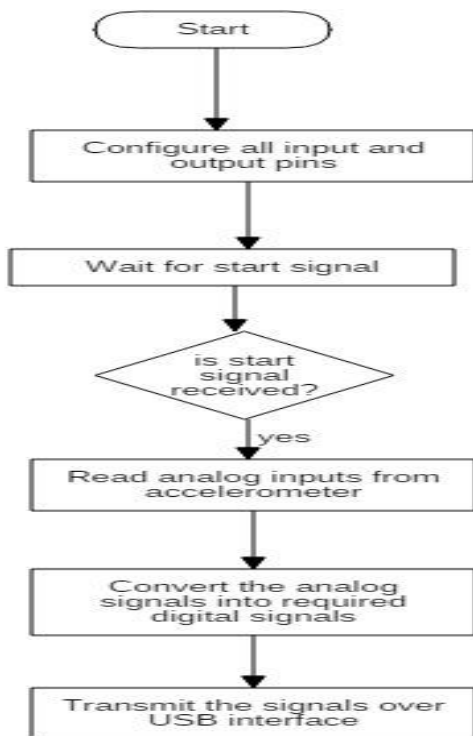 Start
Configure all input and
output pins
Wait for start signal
is start
signal
received?
yes
Read analog inputs from
accelerometer
Convert the analog
signals into required
digital signals
Transmit the signals over
USB interface